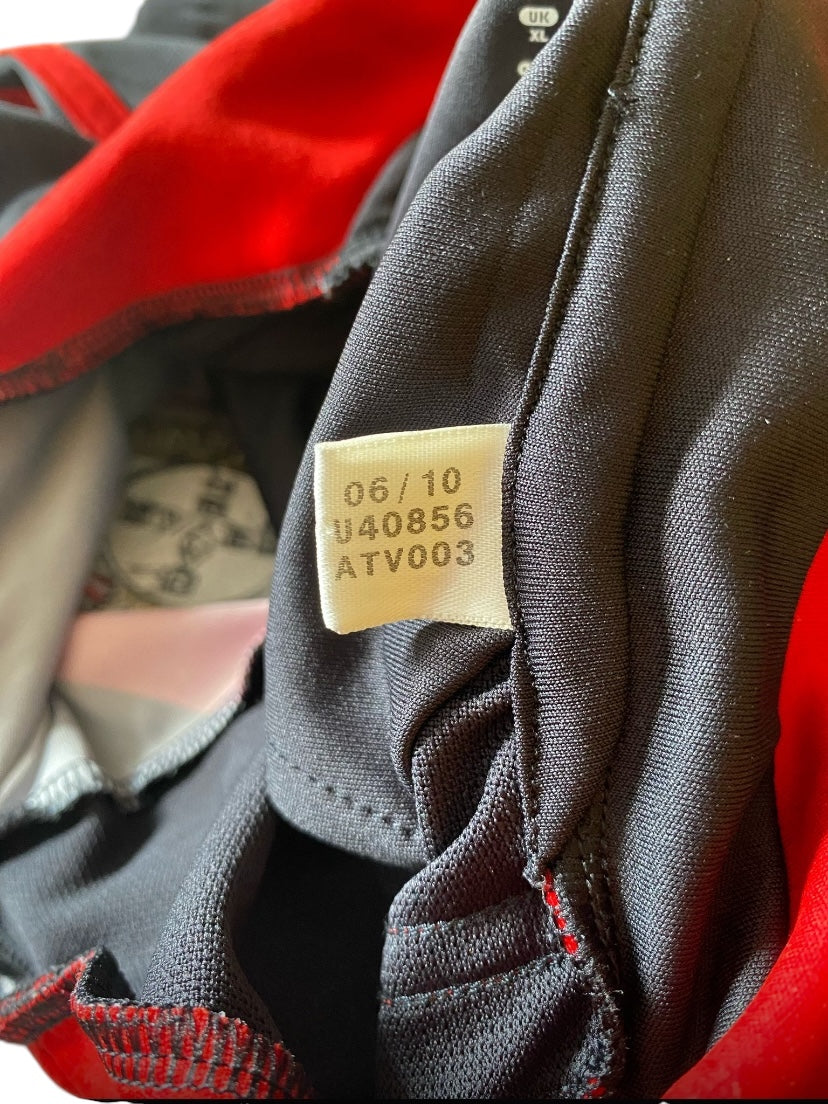 UK
XL
06/10
U40856
ATV003